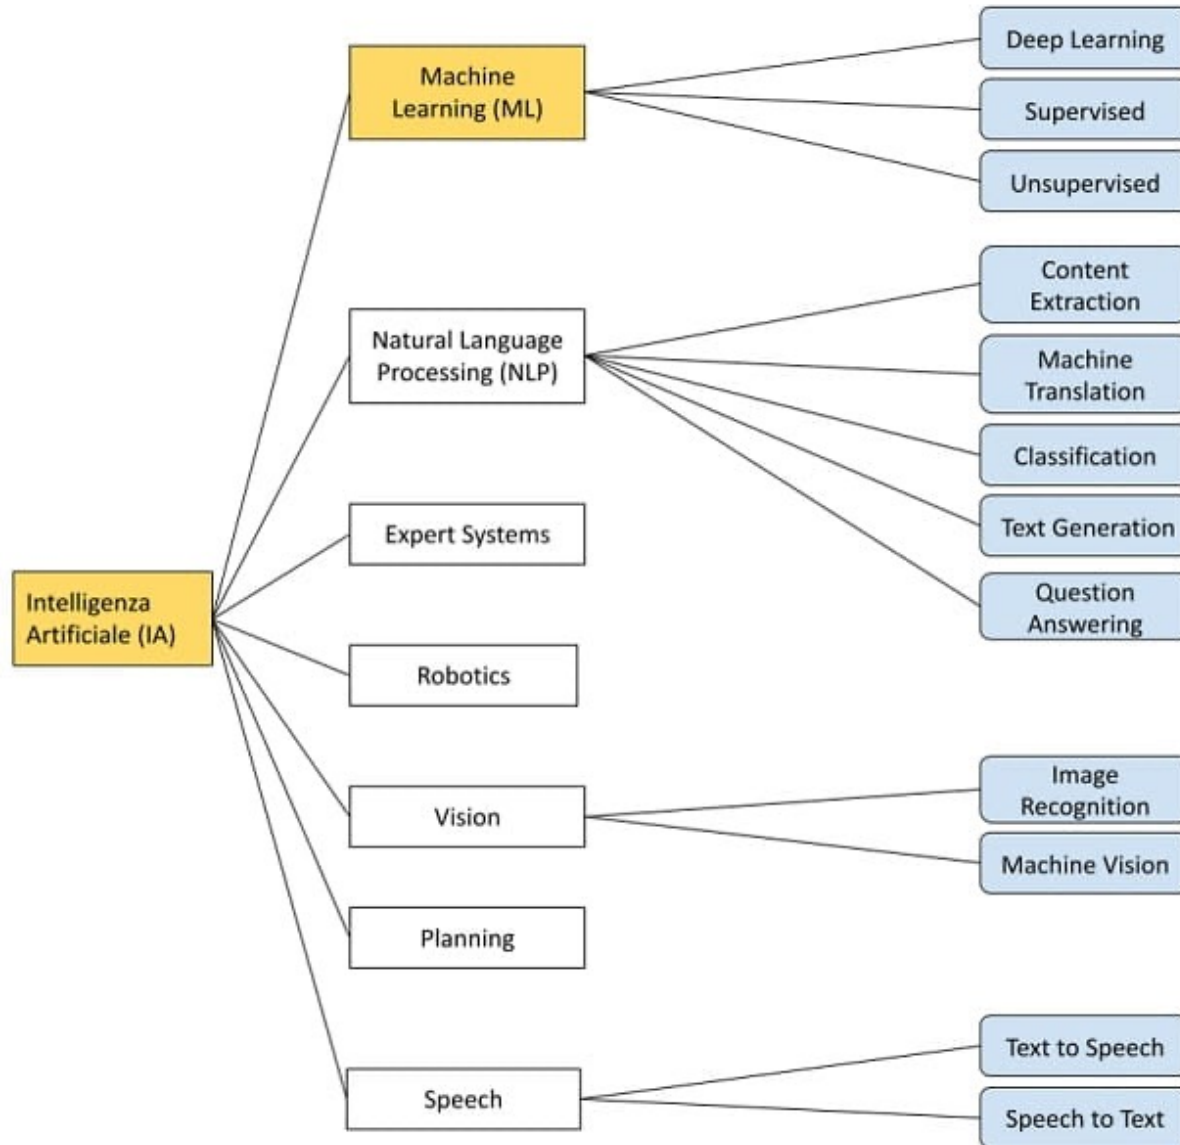 Machine
Learning (ML)
Deep Learning
Supervised
Unsupervised
Natural Language
Processing (NLP)
Content
Extraction
Machine
Translation
Classification
Text Generation
Question
Answering
Expert Systems
Intelligenza
Artificiale (IA)
Robotics
Vision
Image
Recognition
Machine Vision
Planning
Speech
Text to Speech
Speech to Text